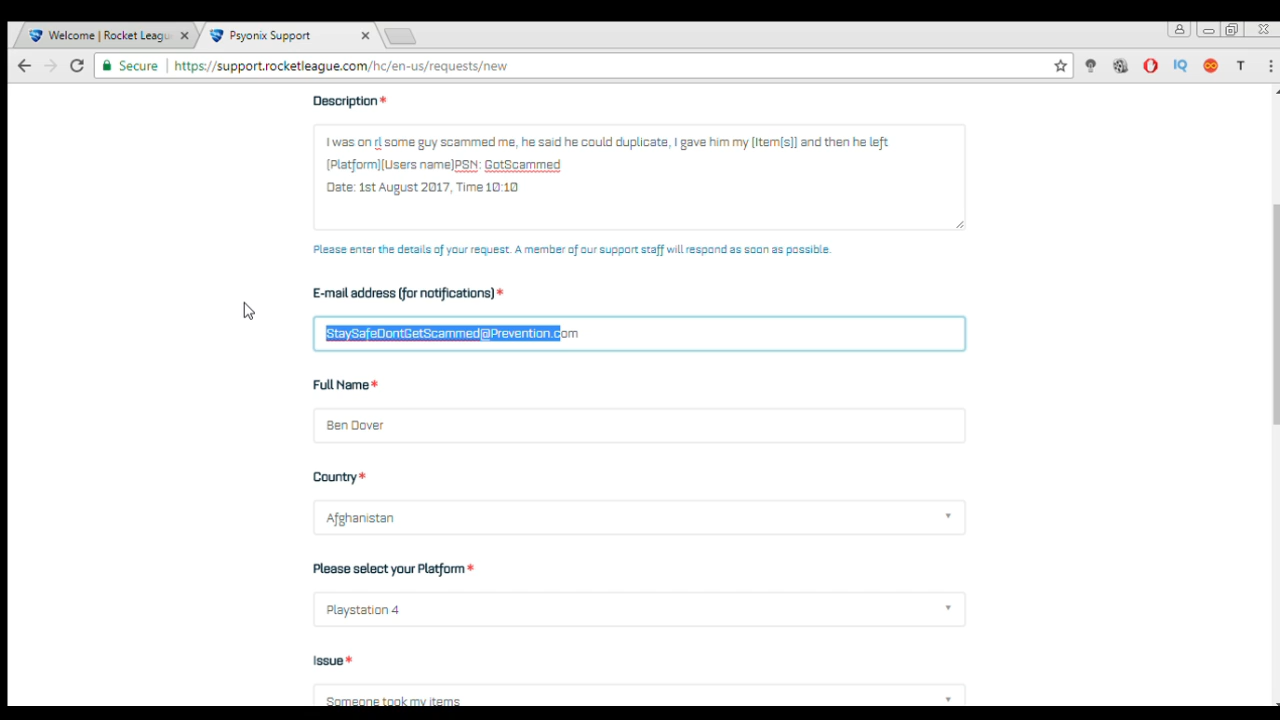 Welcome | Rocket Leagu
Psyonix Support
Secure
https://support.rocketleague.com/hc/en-us/requests/new
IQ
T
Description*
I was on rl some guy scammed me, he said he could duplicate, I gave him my [Item[s]] and then he left
[Platform][Users name]PSN: GotScammed
Date: 1st August 2017, Time 10:10
Please enter the details of your request. A member of our support staff will respond as soon as possible.
E-mail address (for notifications)*
StaySafeDontGetScammed@Prevention.com
Full Name*
Ben Dover
Country*
Afghanistan
Please select your Platform*
Playstation 4
Issue*
Someone took my items